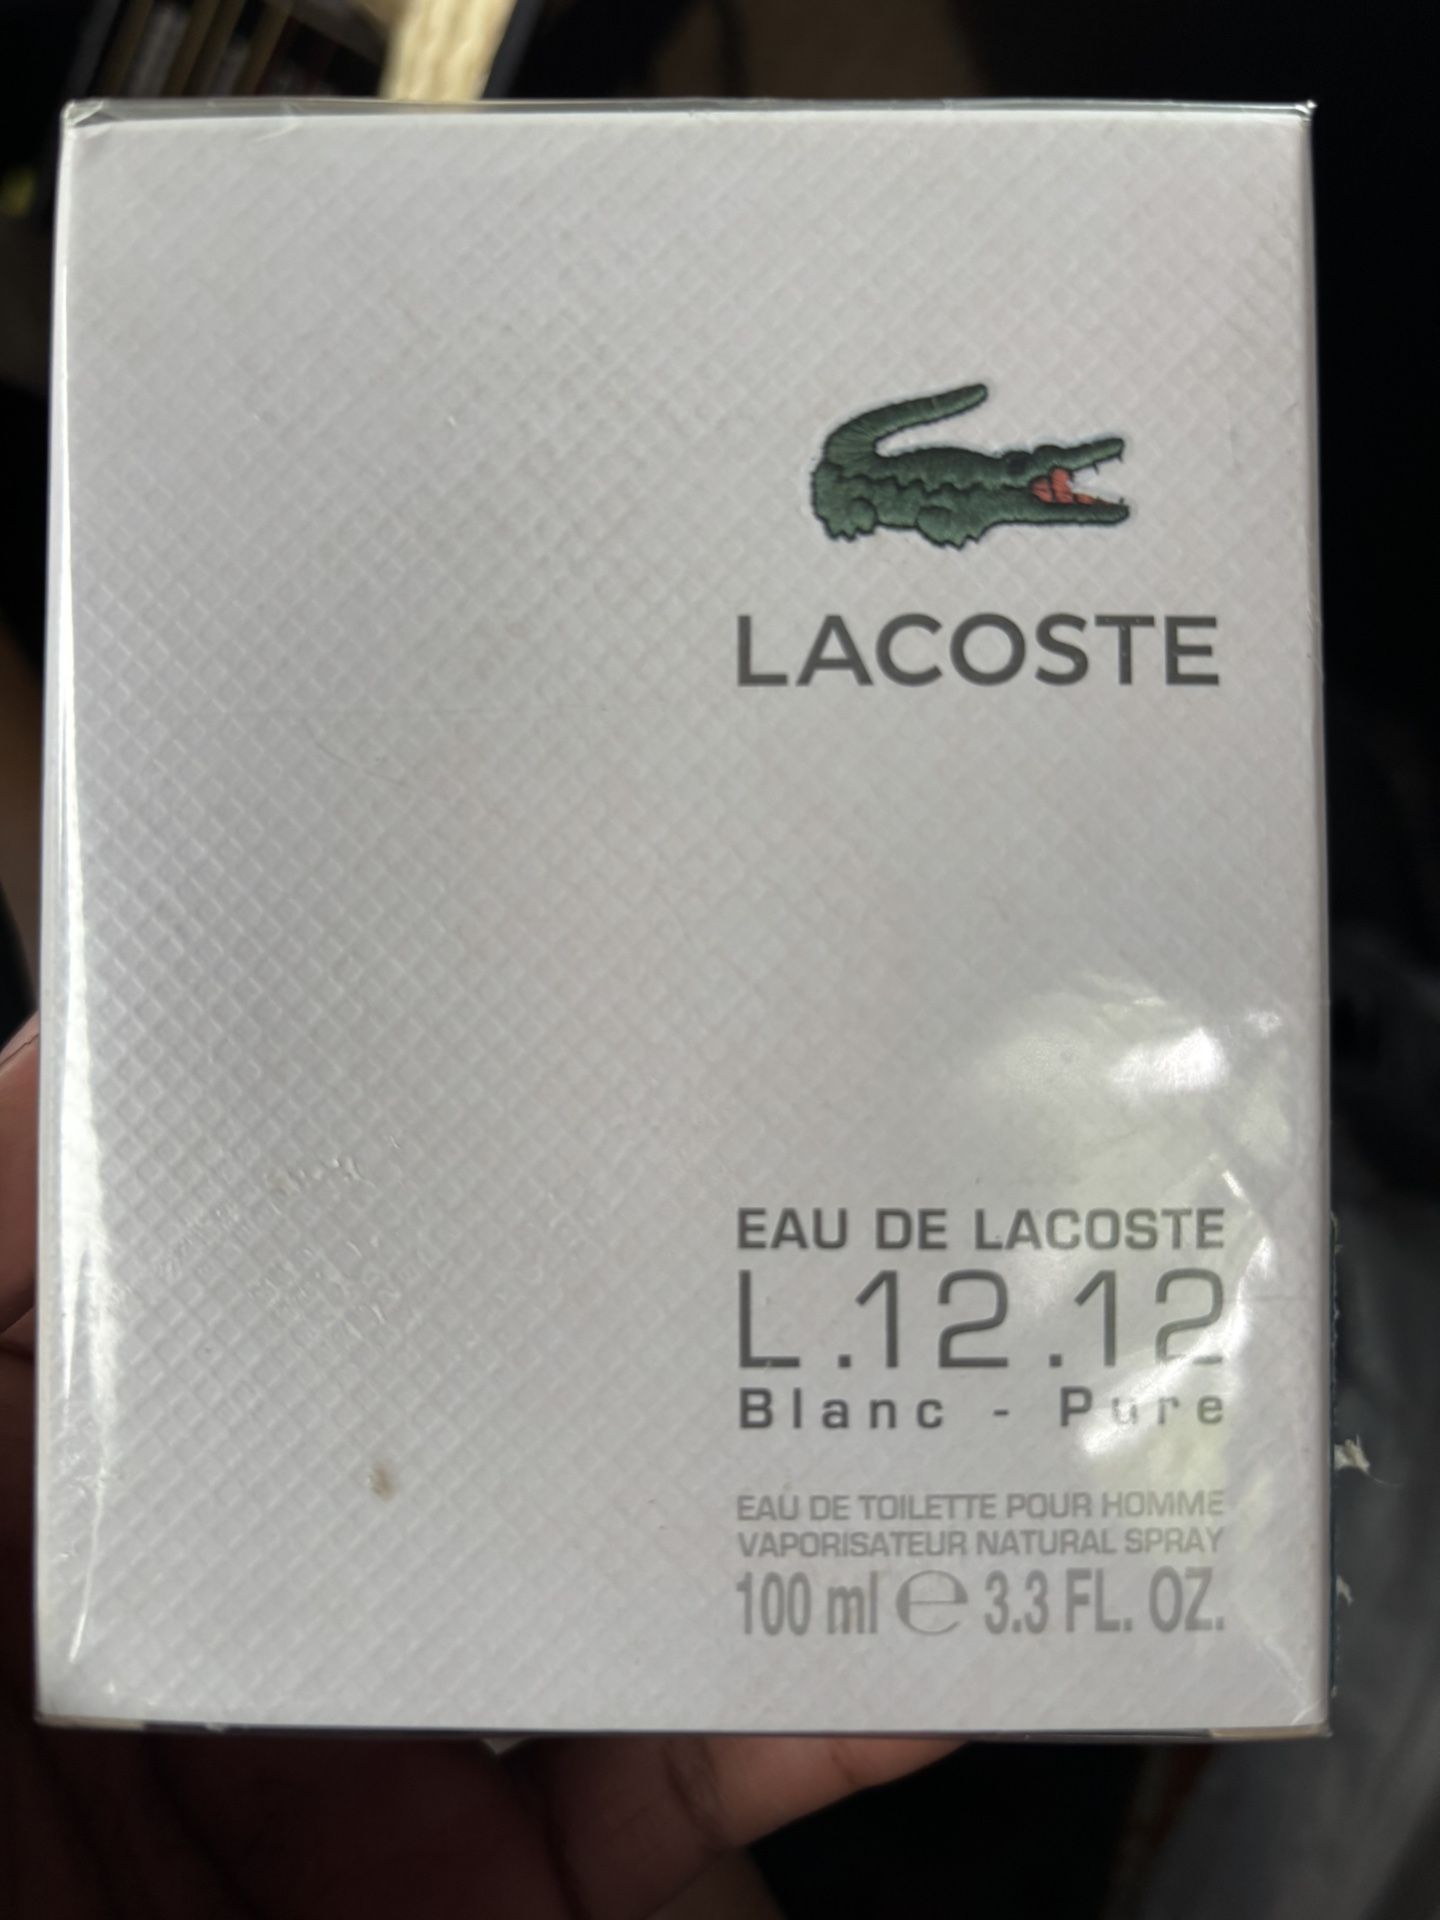 LACOSTE
EAU DE LACOSTE
L.12.12
Blanc - Pure
EAU DE TOILETTE POUR HOMME
VAPORISATEUR NATURAL SPRAY
100 ml ℮ 3.3 FL. OZ.